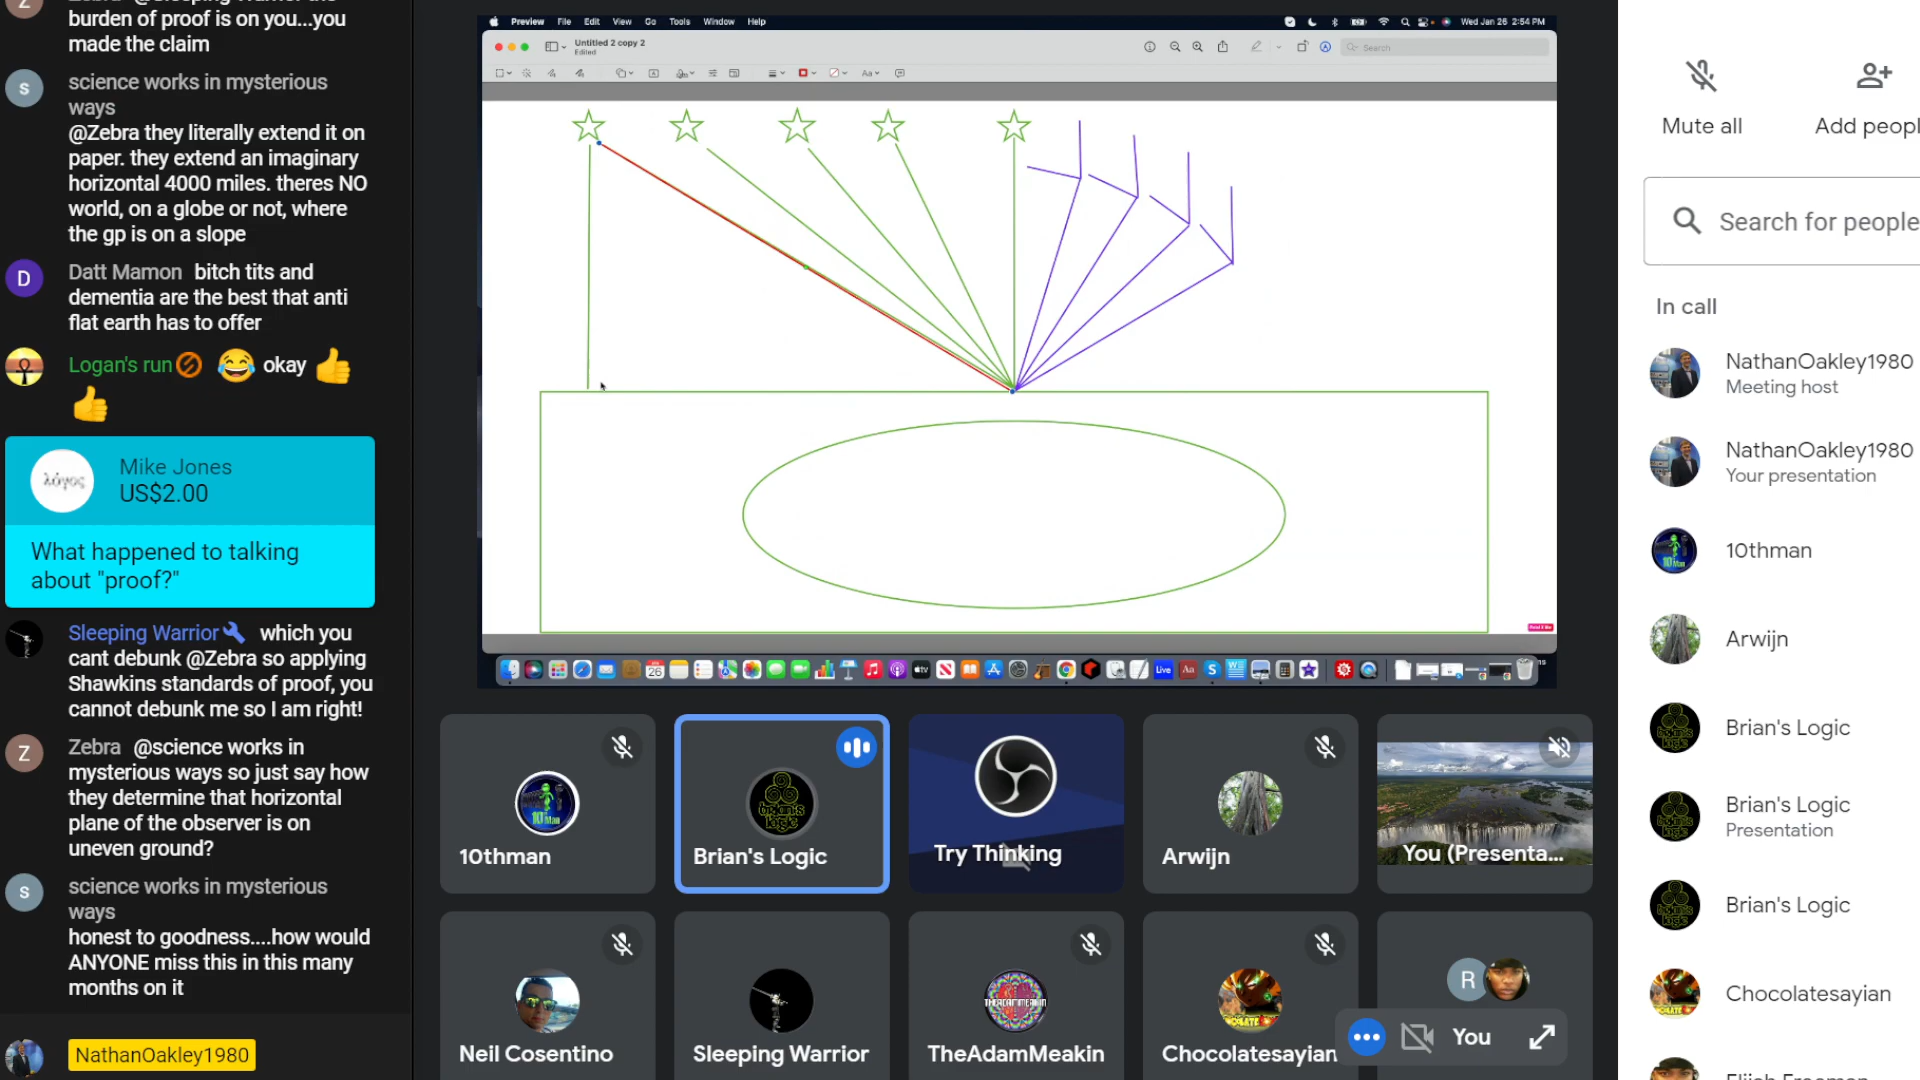 burden of proof is on you...you
made the claim
science works in mysterious
ways
@Zebra they literally extend it on
paper. they extend an imaginary
horizontal 4000 miles. theres NO
world, on a globe or not, where
the gp is on a slope
Datt Mamon bitch tits and
dementia are the best that anti
flat earth has to offer
Logan's run okay
λόγος
Mike Jones
US$2.00
What happened to talking
about "proof?"
Sleeping Warrior which you
cant debunk @Zebra so applying
Shawkins standards of proof, you
cannot debunk me so I am right!
Zebra @science works in
mysterious ways so just say how
they determine that horizontal
plane of the observer is on
uneven ground?
science works in mysterious
ways
honest to goodness....how would
ANYONE miss this in this many
months on it
NathanOakley1980
Preview File Edit View Go Tools Window Help
Wed Jan 26 2:54 PM
Untitled 2 copy 2
Edited
Search
10thman
Brian's Logic
Try Thinking
Arwijn
You (Presenta...
Neil Cosentino
Sleeping Warrior
TheAdamMeakin
Chocolatesayian
R
You
Mute all
Add peopl
Search for people
In call
NathanOakley1980
Meeting host
NathanOakley1980
Your presentation
10thman
Arwijn
Brian's Logic
Brian's Logic
Presentation
Brian's Logic
Chocolatesayian